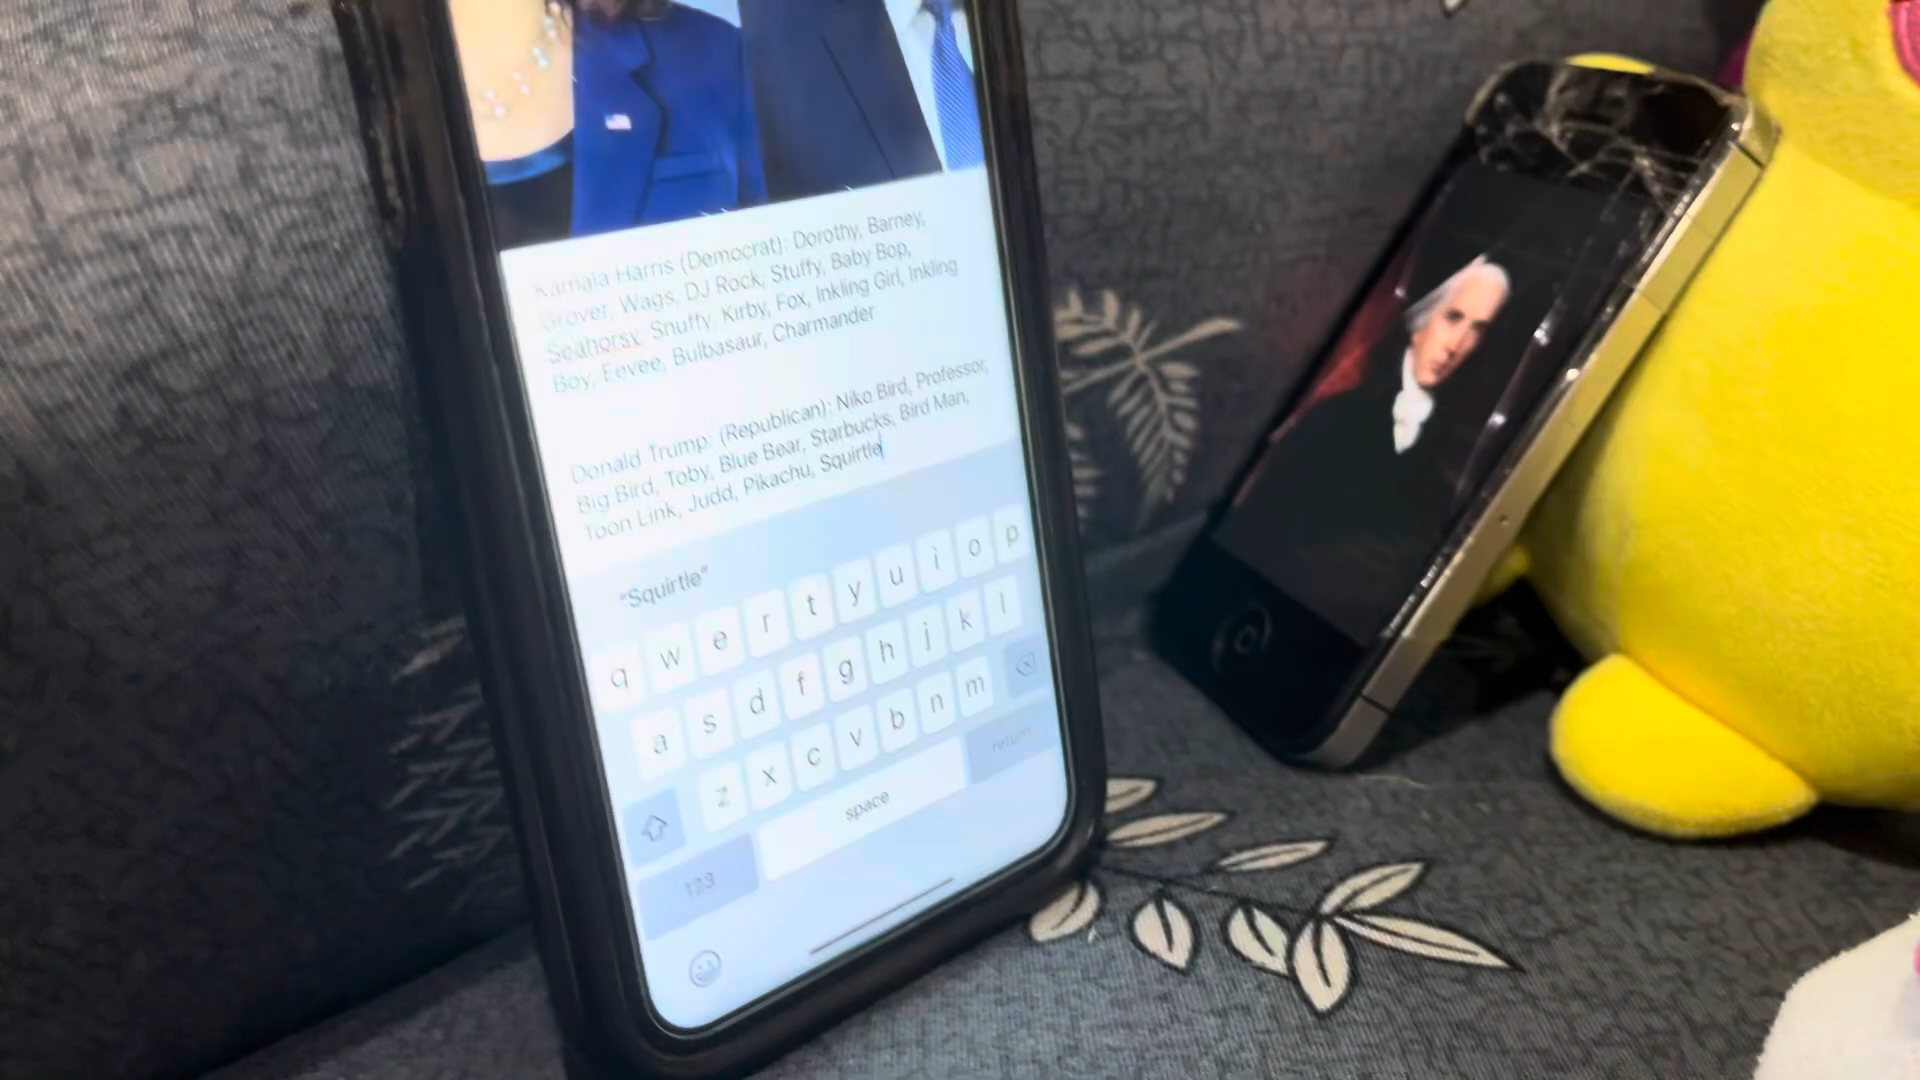 Kamala Harris (Democrat): Dorothy, Barney,
Grover, Wags, DJ Rock, Stuffy, Baby Bop,
Seahorsy, Snuffy, Kirby, Fox, Inkling Girl, Inkling
Boy, Eevee, Bulbasaur, Charmander
Donald Trump: (Republican): Niko Bird, Professor,
Big Bird, Toby, Blue Bear, Starbucks, Bird Man,
Toon Link, Judd, Pikachu, Squirtle
"Squirtle"
q w e r t y u i o p
a s d f g h j k l
z x c v b n m
123 space return